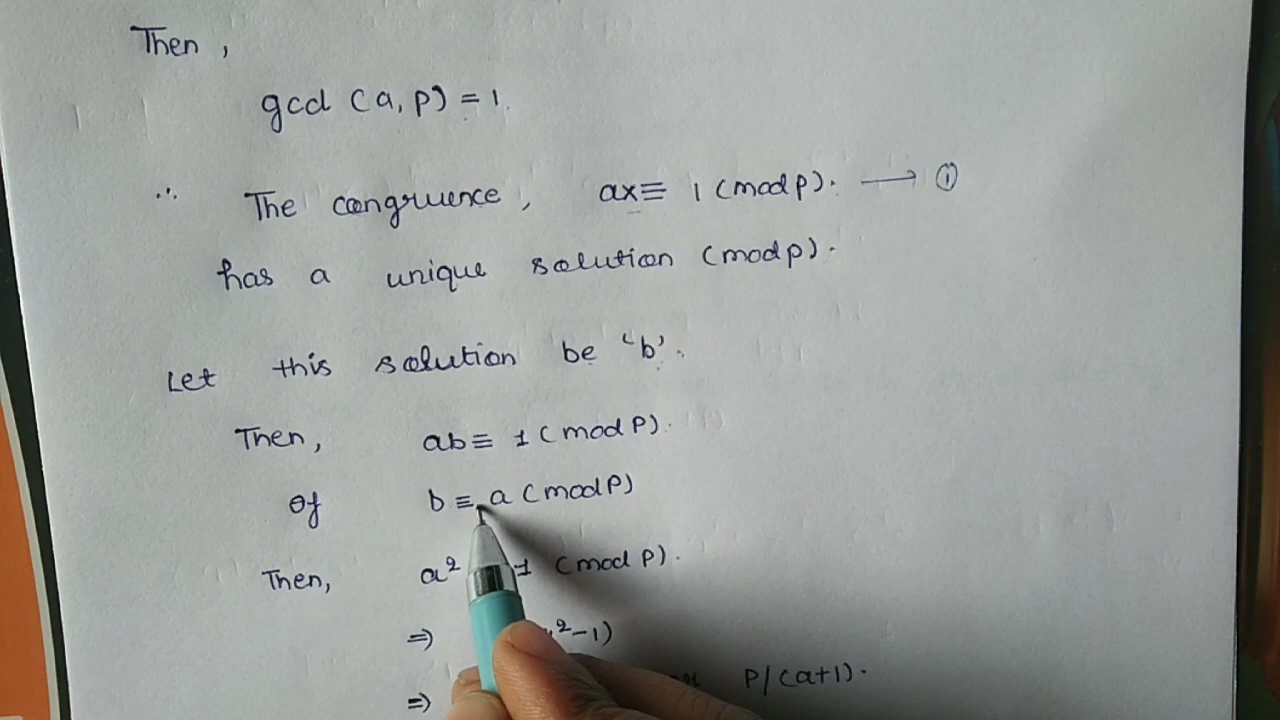 Then,
gcd (a, p) = 1.
∴ The congruence, ax ≡ 1 (mod p). → ①
has a unique solution (mod p).
Let this solution be 'b'.
Then, ab ≡ 1 (mod P).
Of b ≡ a (mod P)
Then, a² 1 (mod P).
⇒ ²-1)
⇒ P/(a+1).